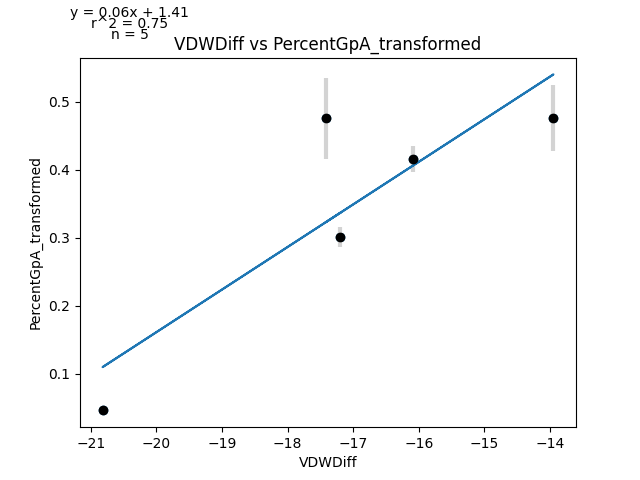 y = 0.06x + 1.41
r^2 = 0.75
n = 5
VDWDiff vs PercentGpA_transformed
PercentGpA_transformed
0.5
0.4
0.3
0.2
0.1
−21 −20 −19 −18 −17 −16 −15 −14
VDWDiff